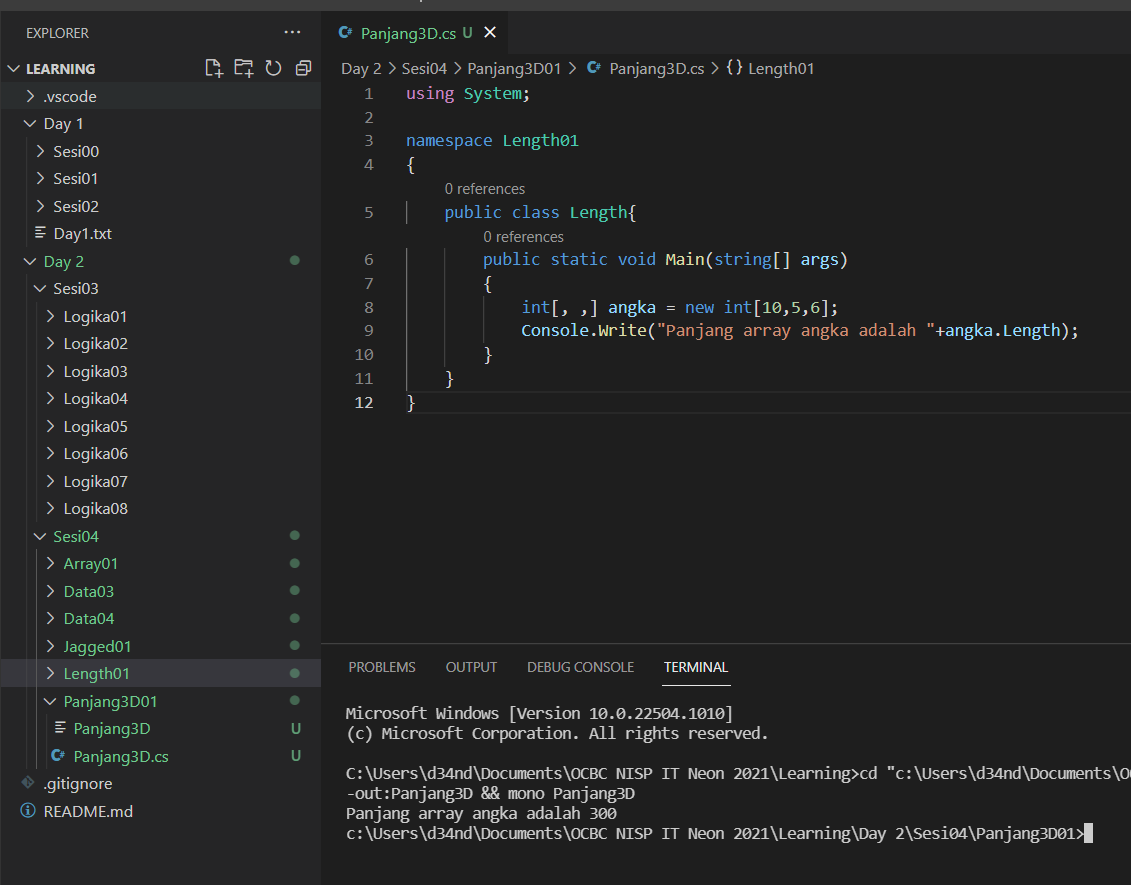 EXPLORER ...
LEARNING
.vscode
Day 1
Sesi00
Sesi01
Sesi02
Day1.txt
Day 2
Sesi03
Logika01
Logika02
Logika03
Logika04
Logika05
Logika06
Logika07
Logika08
Sesi04
Array01
Data03
Data04
Jagged01
Length01
Panjang3D01
Panjang3D U
Panjang3D.cs U
.gitignore
README.md
Panjang3D.cs U
Day 2 > Sesi04 > Panjang3D01 > Panjang3D.cs > {} Length01
1 using System;
2
3 namespace Length01
4 {
0 references
5 public class Length{
0 references
6 public static void Main(string[] args)
7 {
8 int[, ,] angka = new int[10,5,6];
9 Console.Write("Panjang array angka adalah "+angka.Length);
10 }
11 }
12 }
PROBLEMS OUTPUT DEBUG CONSOLE TERMINAL
Microsoft Windows [Version 10.0.22504.1010]
(c) Microsoft Corporation. All rights reserved.
C:\Users\d34nd\Documents\OCBC NISP IT Neon 2021\Learning>cd "c:\Users\d34nd\Documents\O
-out:Panjang3D && mono Panjang3D
Panjang array angka adalah 300
c:\Users\d34nd\Documents\OCBC NISP IT Neon 2021\Learning\Day 2\Sesi04\Panjang3D01>